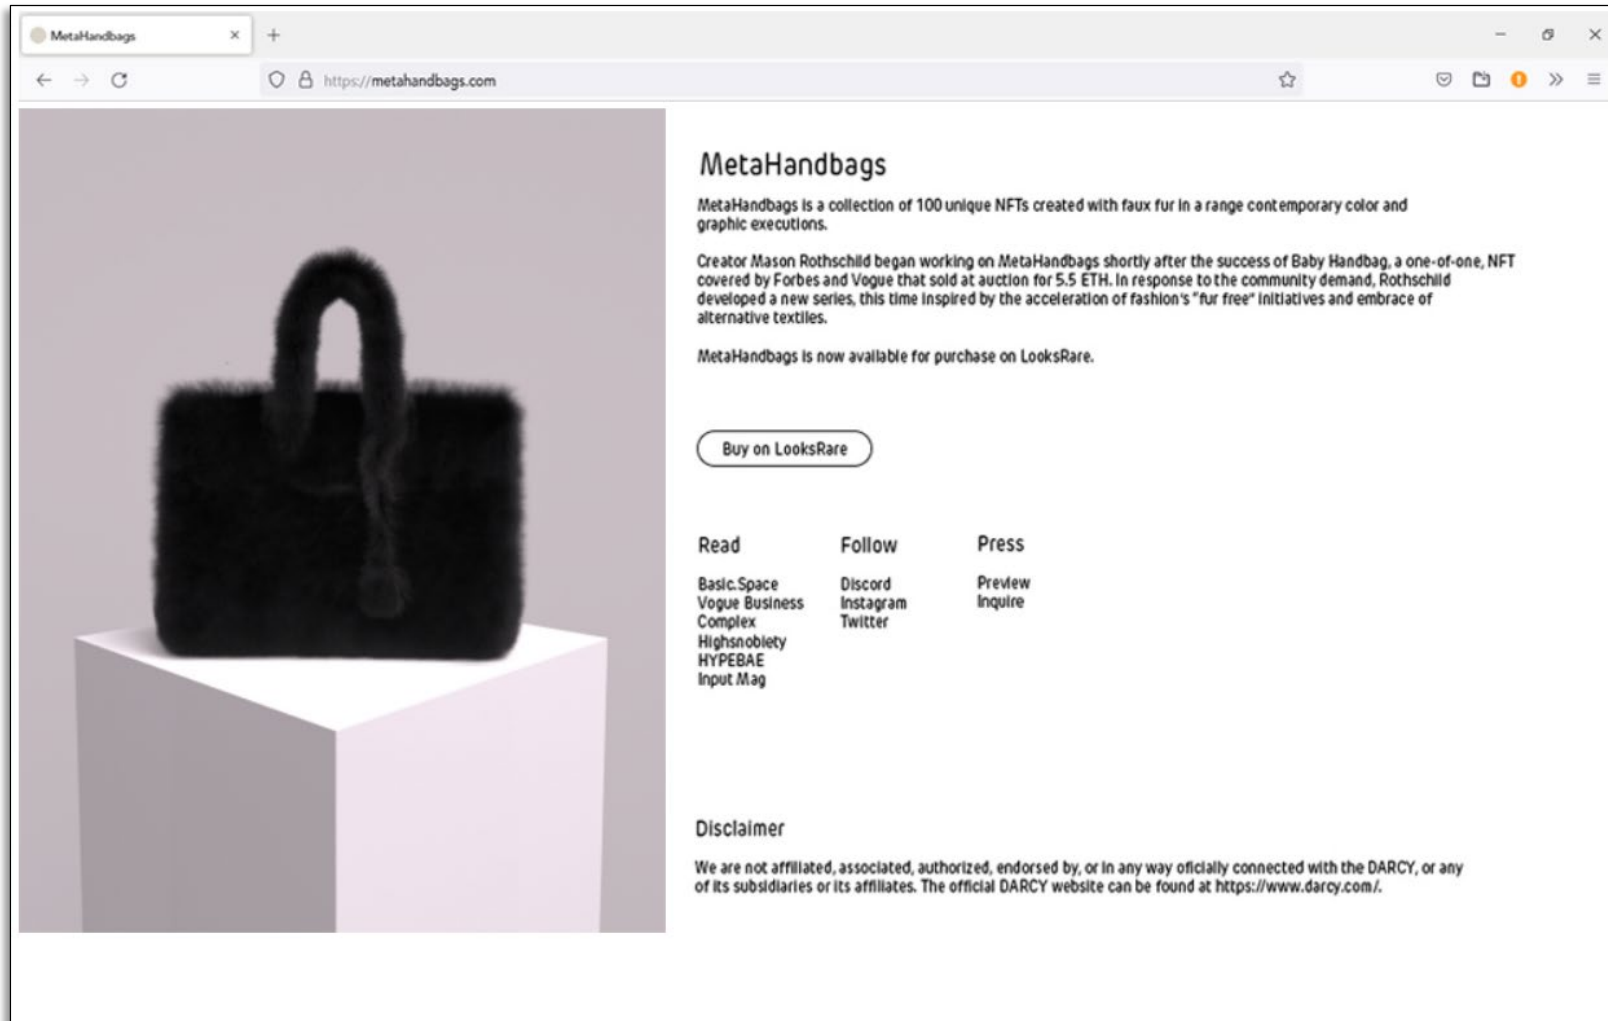 MetaHandbags
https://metahandbags.com
MetaHandbags
MetaHandbags is a collection of 100 unique NFTs created with faux fur in a range contemporary color and
graphic executions.
Creator Mason Rothschild began working on MetaHandbags shortly after the success of Baby Handbag, a one-of-one, NFT
covered by Forbes and Vogue that sold at auction for 5.5 ETH. In response to the community demand, Rothschild
developed a new series, this time inspired by the acceleration of fashion's "fur free" initiatives and embrace of
alternative textiles.
MetaHandbags is now available for purchase on LooksRare.
Buy on LooksRare
Read
Basic.Space
Vogue Business
Complex
Highsnobiety
HYPEBAE
Input Mag
Follow
Discord
Instagram
Twitter
Press
Preview
Inquire
Disclaimer
We are not affiliated, associated, authorized, endorsed by, or in any way oficially connected with the DARCY, or any
of its subsidiaries or its affiliates. The official DARCY website can be found at https://www.darcy.com/.